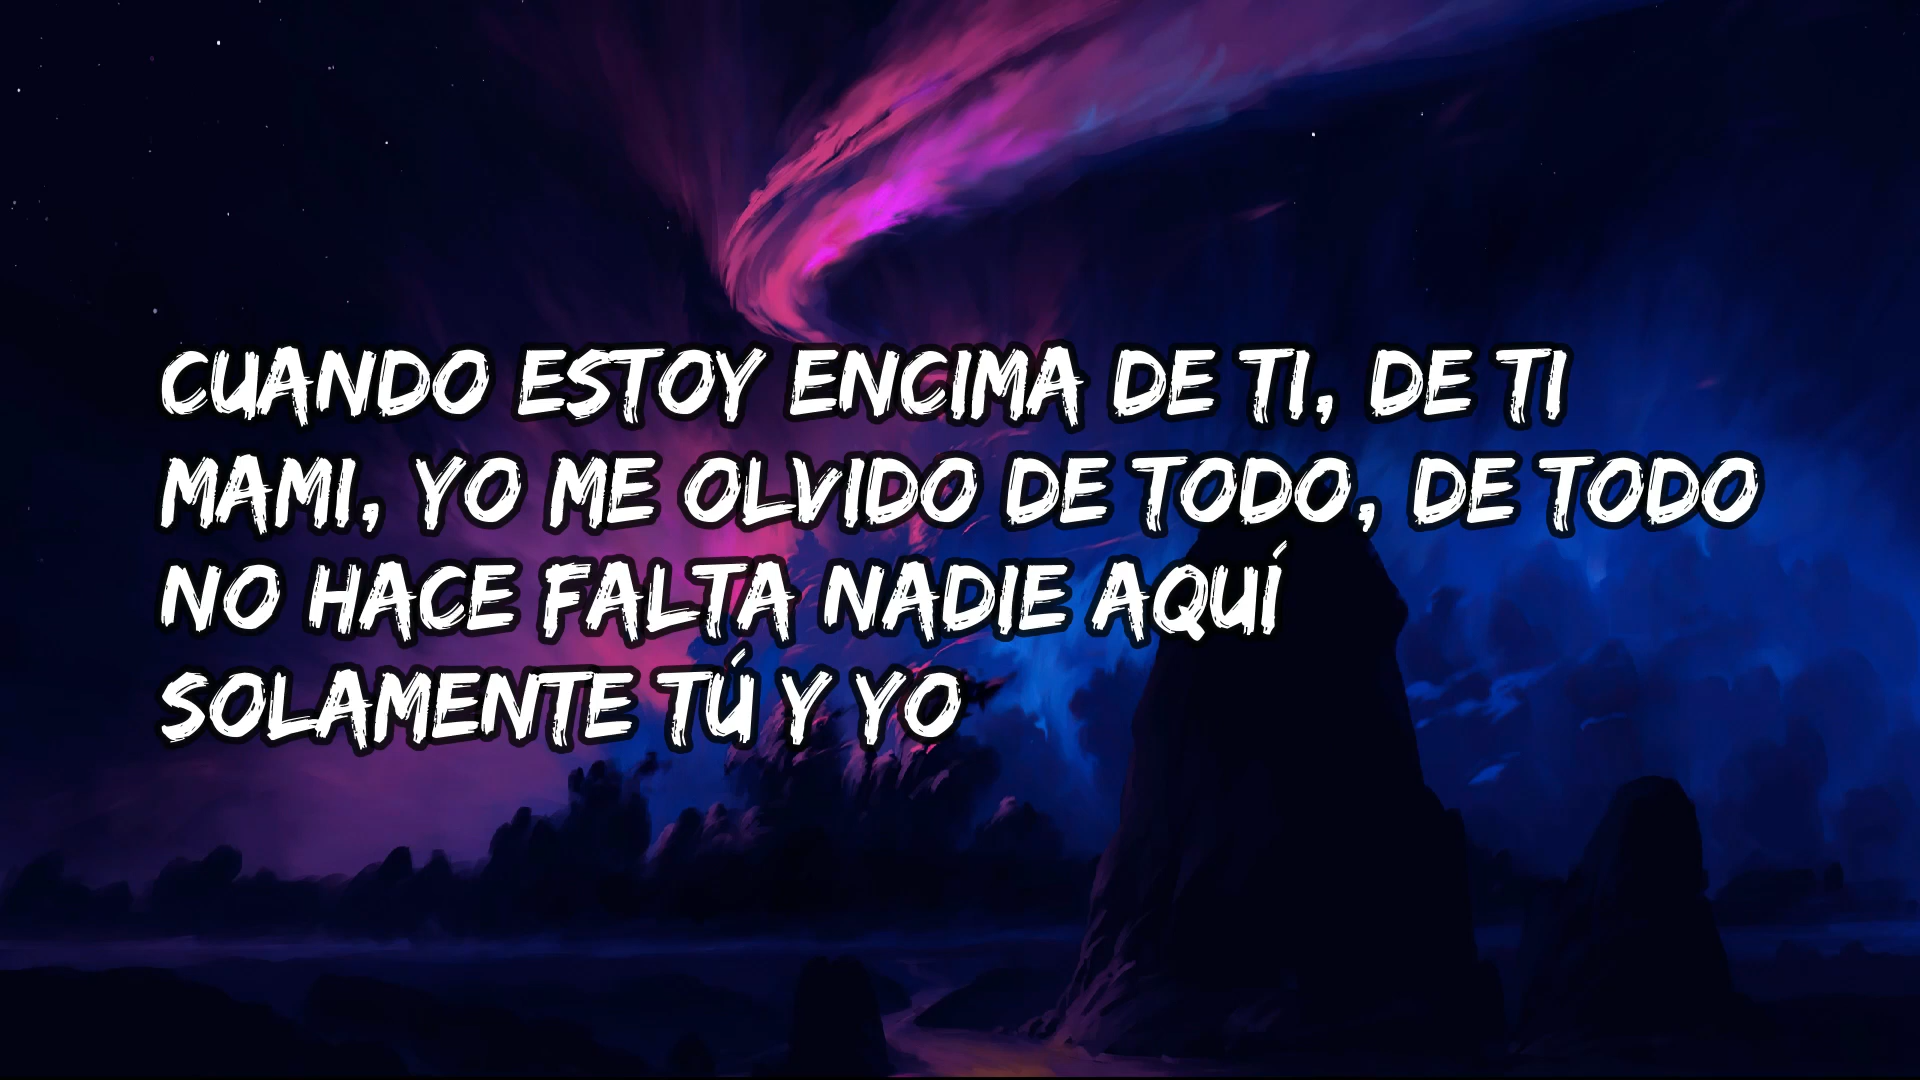 CUANDO ESTOY ENCIMA DE TI, DE TI
MAMI, YO ME OLVIDO DE TODO, DE TODO
NO HACE FALTA NADIE AQUÍ
SOLAMENTE TÚ Y YO